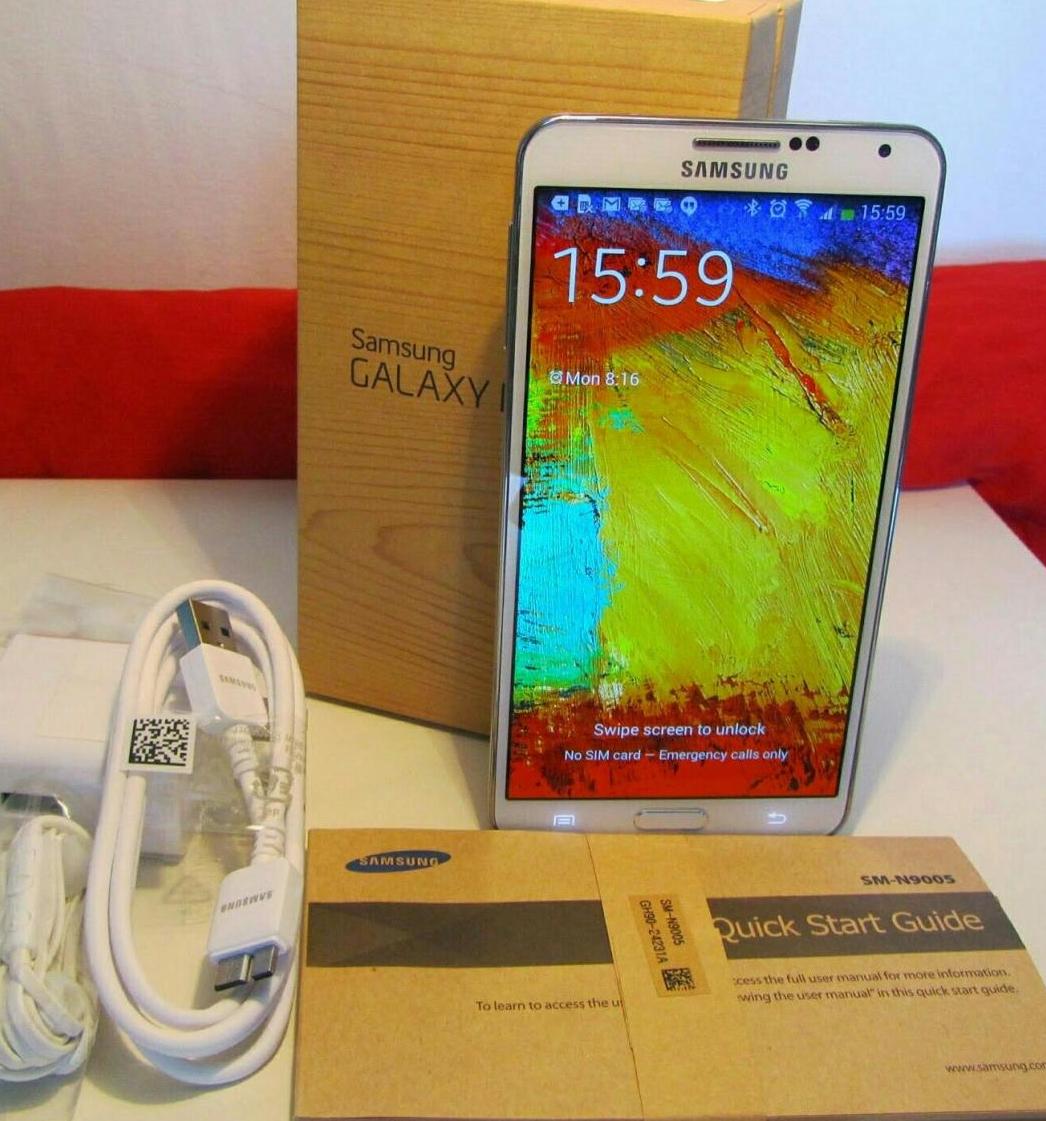 Samsung
GALAXY
SAMSUNG
15:59
15:59
Mon 8:16
Swipe screen to unlock
No SIM card — Emergency calls only
SAMSUNG
SAMSUNG
SAMSUNG
SM-N9005
Quick Start Guide
SM-N9005
GH90-24231A
To learn to access the
ccess the full user manual for more information.
wing the user manual" in this quick start guide.
www.samsung.co